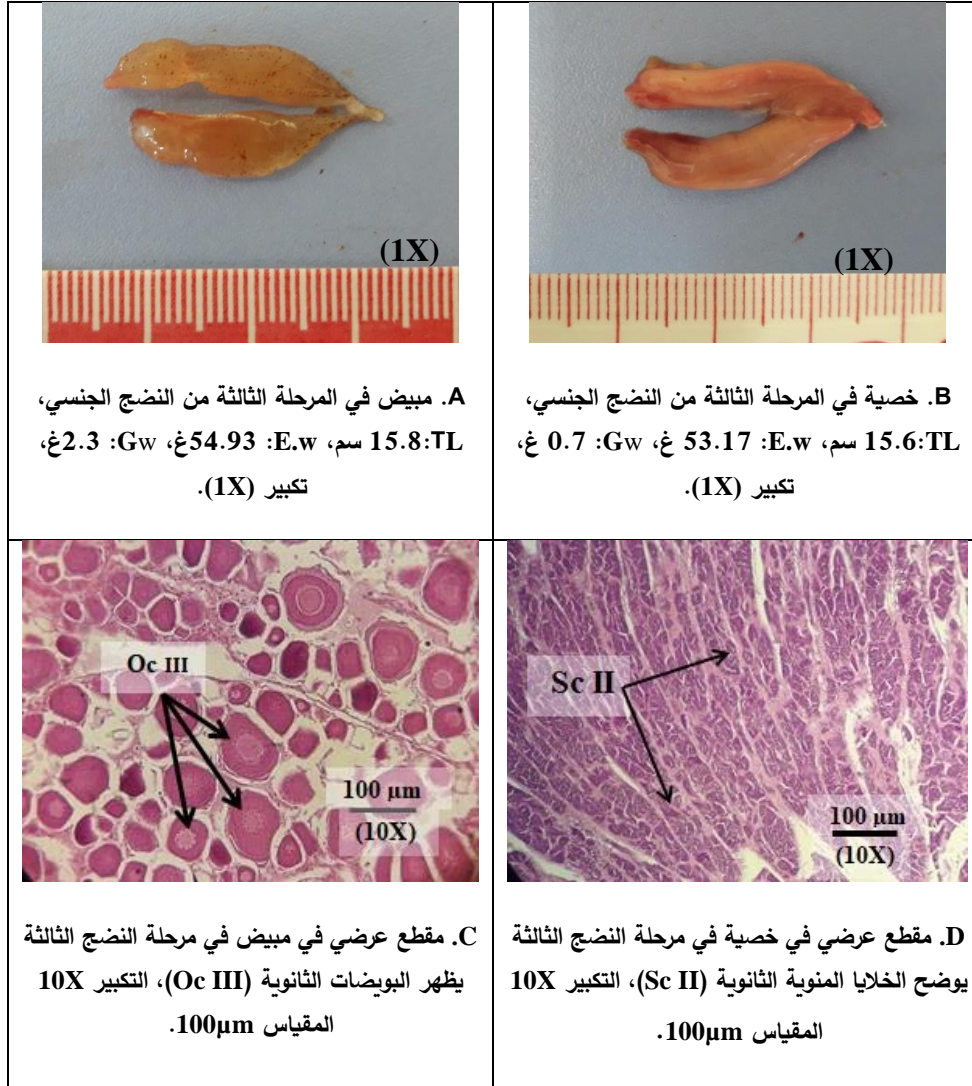 (1X)
(1X)
A. مبيض في المرحلة الثالثة من النضج الجنسي،
15.8:TL سم، E.w: 54.93غ، Gw: 2.3غ،
تكبير (1X).
B. خصية في المرحلة الثالثة من النضج الجنسي،
15.6:TL سم، E.w: 53.17 غ، Gw: 0.7 غ،
تكبير (1X).
Oc III
100 µm
(10X)
Sc II
100 µm
(10X)
C. مقطع عرضي في مبيض في مرحلة النضج الثالثة
يظهر البويضات الثانوية (Oc III)، التكبير 10X
المقياس 100µm.
D. مقطع عرضي في خصية في مرحلة النضج الثالثة
يوضح الخلايا المنوية الثانوية (Sc II)، التكبير 10X
المقياس 100µm.